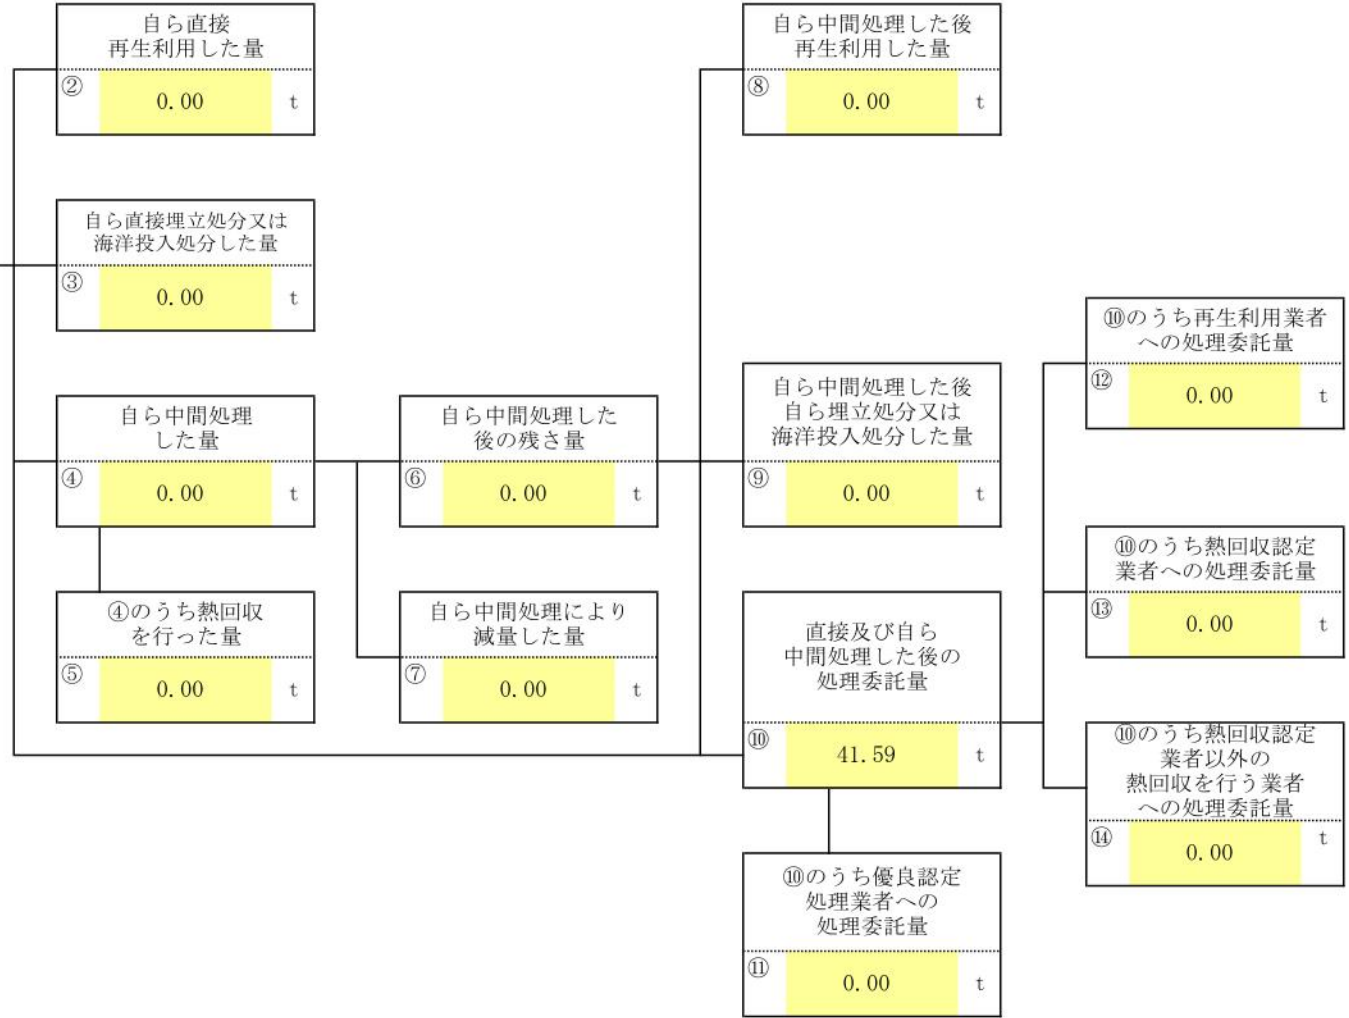 自ら直接
再生利用した量
② 0.00 t
自ら直接埋立処分又は
海洋投入処分した量
③ 0.00 t
自ら中間処理
した量
④ 0.00 t
④のうち熱回収
を行った量
⑤ 0.00 t
自ら中間処理した
後の残さ量
⑥ 0.00 t
自ら中間処理により
減量した量
⑦ 0.00 t
自ら中間処理した後
再生利用した量
⑧ 0.00 t
自ら中間処理した後
自ら埋立処分又は
海洋投入処分した量
⑨ 0.00 t
直接及び自ら
中間処理した後の
処理委託量
⑩ 41.59 t
⑩のうち優良認定
処理業者への
処理委託量
⑪ 0.00 t
⑩のうち再生利用業者
への処理委託量
⑫ 0.00 t
⑩のうち熱回収認定
業者への処理委託量
⑬ 0.00 t
⑩のうち熱回収認定
業者以外の
熱回収を行う業者
への処理委託量
⑭ 0.00 t